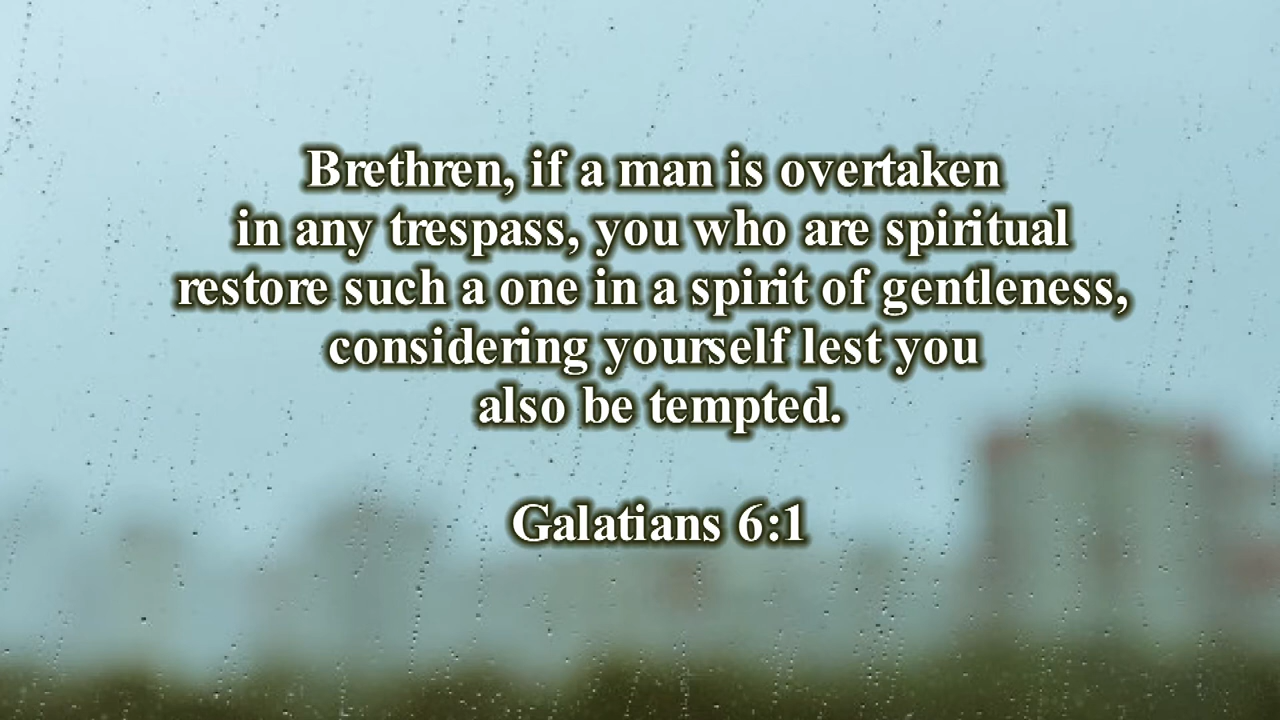 Brethren, if a man is overtaken
in any trespass, you who are spiritual
restore such a one in a spirit of gentleness,
considering yourself lest you
also be tempted.
Galatians 6:1